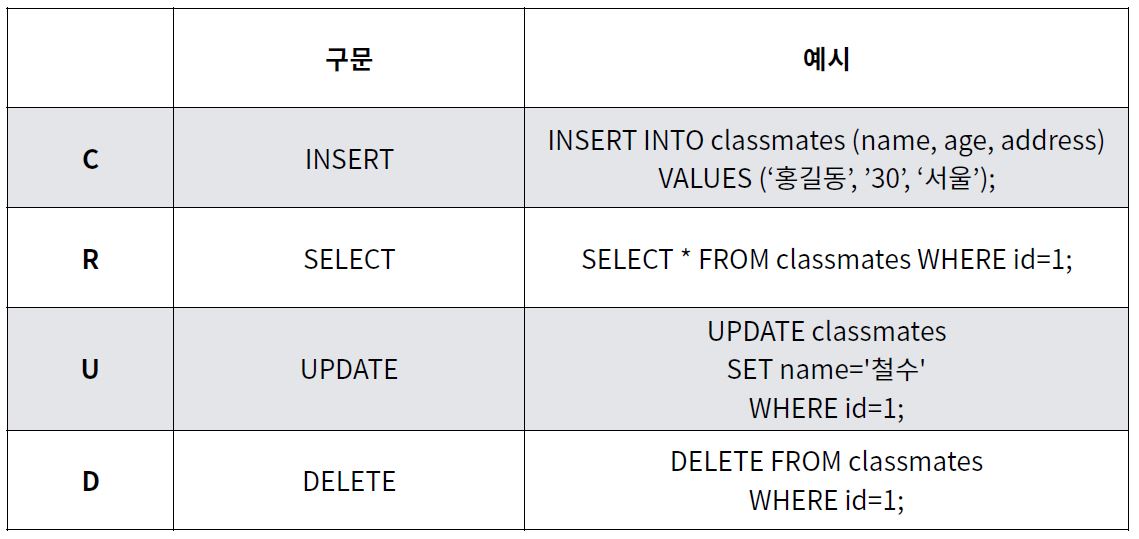 구문 예시
C INSERT INSERT INTO classmates (name, age, address)
VALUES (‘홍길동’, ’30’, ‘서울’);
R SELECT SELECT * FROM classmates WHERE id=1;
UPDATE classmates
U UPDATE SET name='철수'
WHERE id=1;
D DELETE DELETE FROM classmates
WHERE id=1;